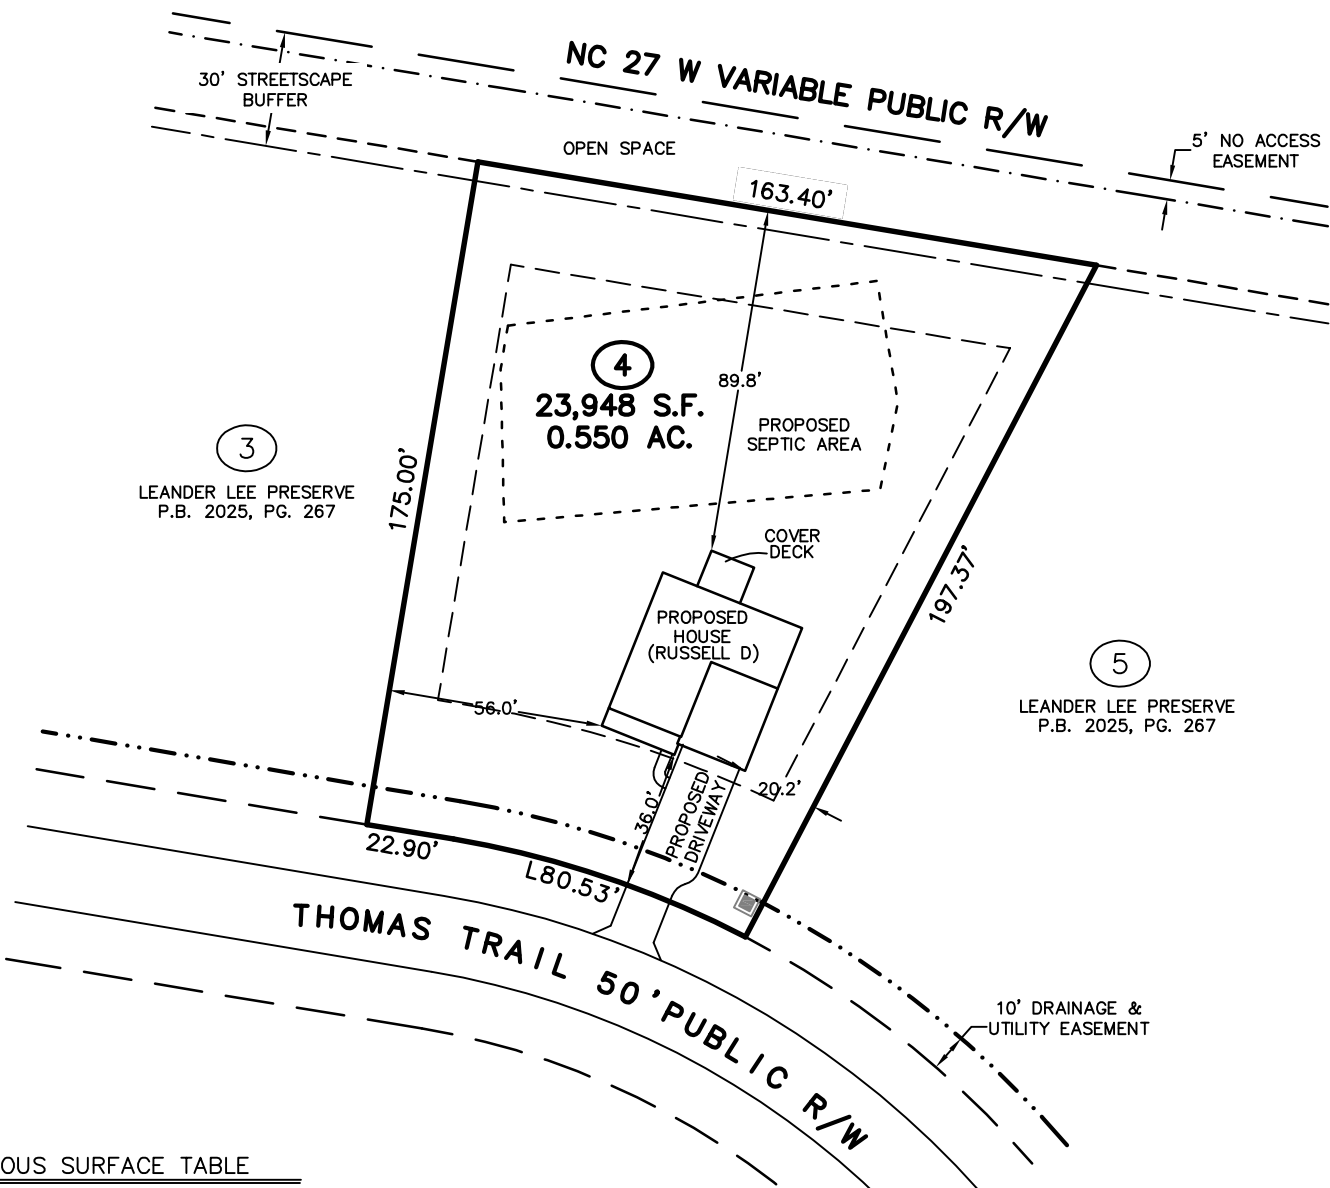 NC 27 W VARIABLE PUBLIC R/W
30' STREETSCAPE
BUFFER
OPEN SPACE
5' NO ACCESS
EASEMENT
163.40'
4
23,948 S.F.
0.550 AC.
89.8'
PROPOSED
SEPTIC AREA
3
LEANDER LEE PRESERVE
P.B. 2025, PG. 267
175.00'
COVER
DECK
197.37'
PROPOSED
HOUSE
(RUSSELL D)
5
LEANDER LEE PRESERVE
P.B. 2025, PG. 267
56.0'
20.2'
36.0'
PROPOSED
DRIVEWAY
22.90'
L80.53'
THOMAS TRAIL 50'PUBLIC R/W
10' DRAINAGE &
UTILITY EASEMENT
OUS SURFACE TABLE